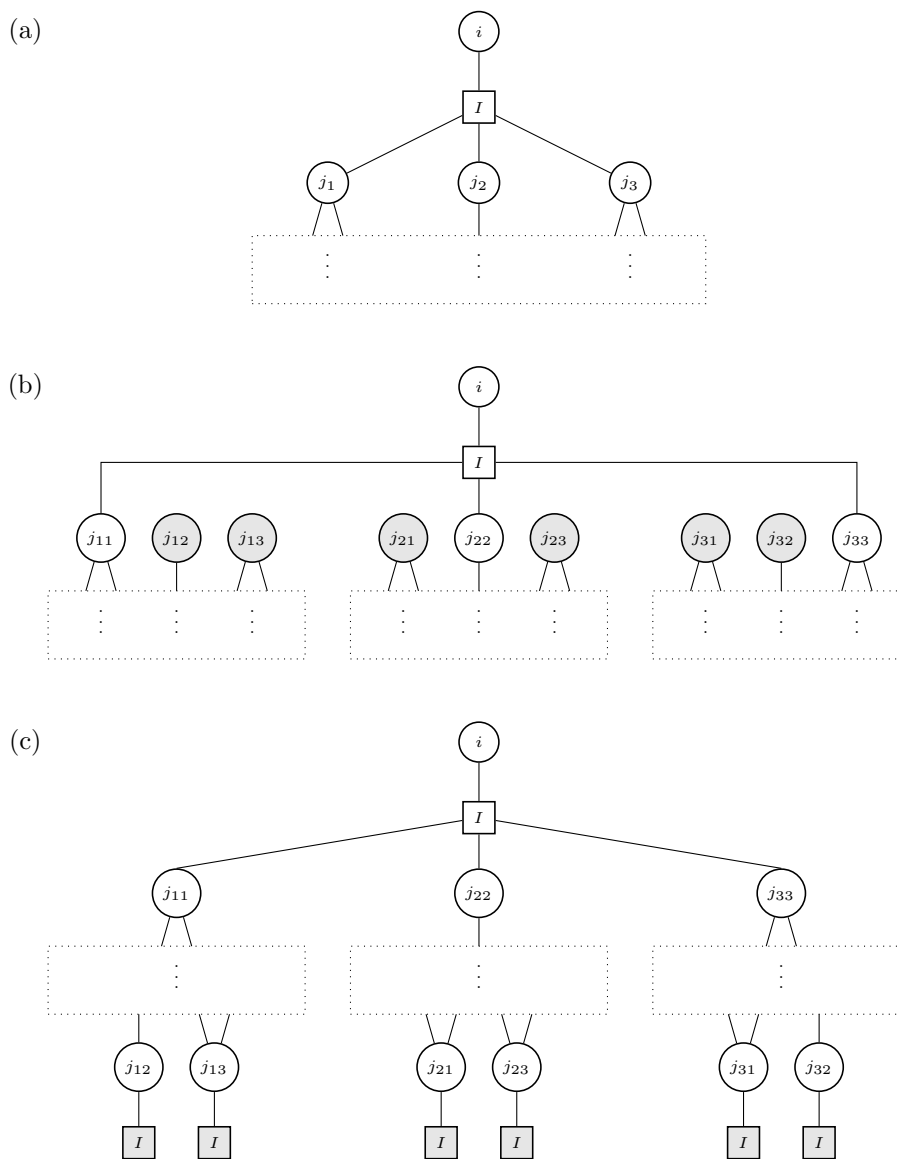 (a)
i
I
j₁ j₂ j₃
⋮ ⋮ ⋮
(b)
i
I
j₁₁ j₁₂ j₁₃ j₂₁ j₂₂ j₂₃ j₃₁ j₃₂ j₃₃
⋮ ⋮ ⋮ ⋮ ⋮ ⋮ ⋮ ⋮ ⋮
(c)
i
I
j₁₁ j₂₂ j₃₃
⋮ ⋮ ⋮
j₁₂ j₁₃ j₂₁ j₂₃ j₃₁ j₃₂
I I I I I I